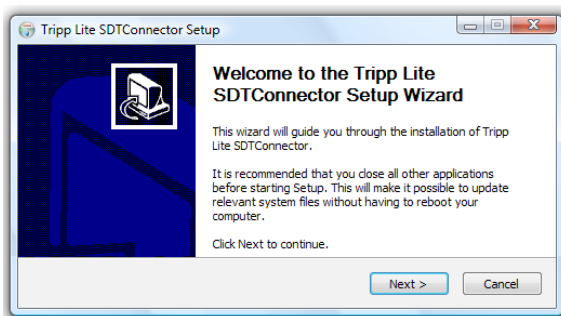 Tripp Lite SDTConnector Setup
Welcome to the Tripp Lite
SDTConnector Setup Wizard
This wizard will guide you through the installation of Tripp
Lite SDTConnector.
It is recommended that you close all other applications
before starting Setup. This will make it possible to update
relevant system files without having to reboot your
computer.
Click Next to continue.
Next >
Cancel